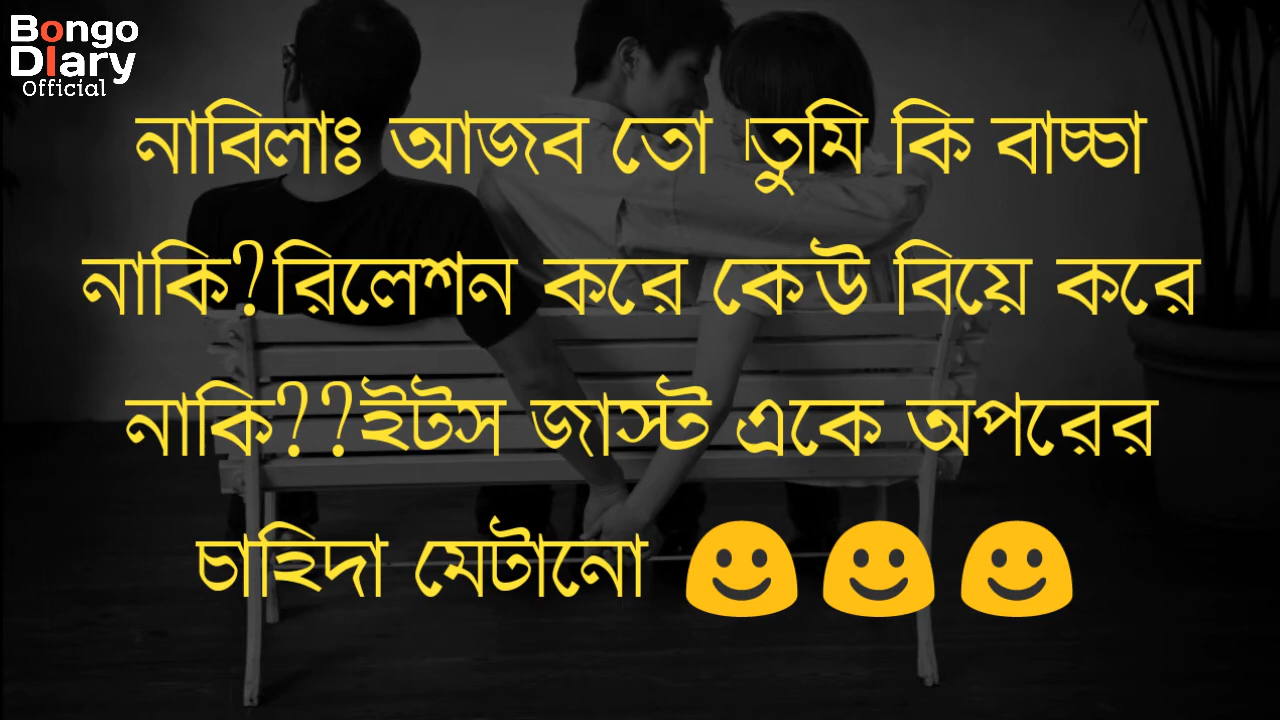 Bongo
DIary
Official
নাবিলাঃ আজব তো ।তুমি কি বাচ্চা
নাকি?রিলেশন করে কেউ বিয়ে করে
নাকি??ইটস জাস্ট একে অপরের
চাহিদা মেটানো 🙂🙂🙂